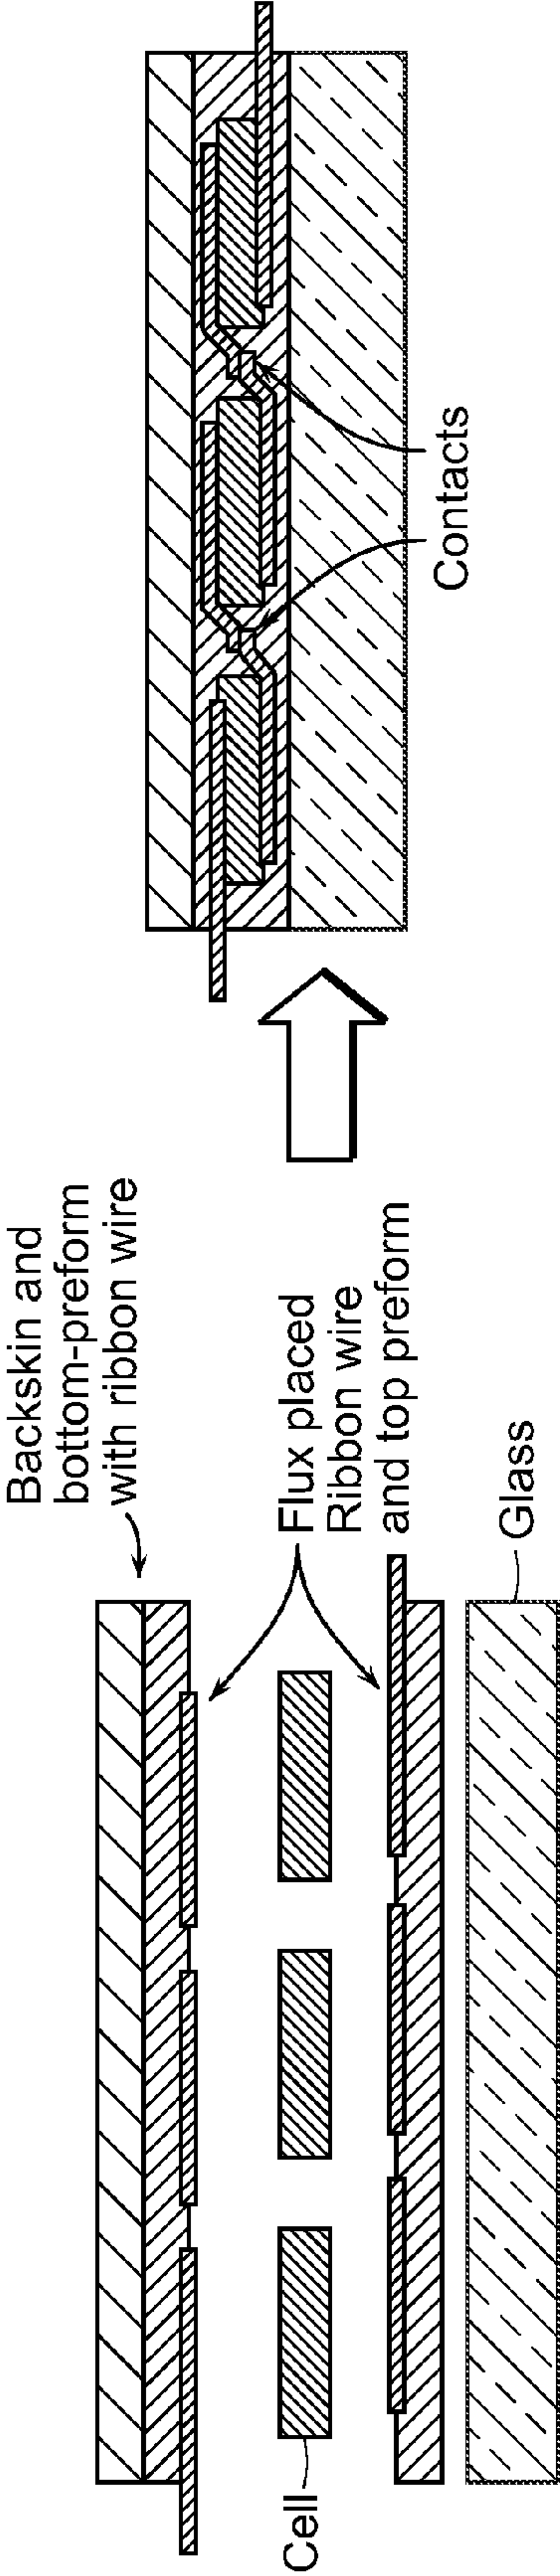 Backskin and
bottom-preform
with ribbon wire
Flux placed
Ribbon wire
and top preform
Glass
Cell
Contacts